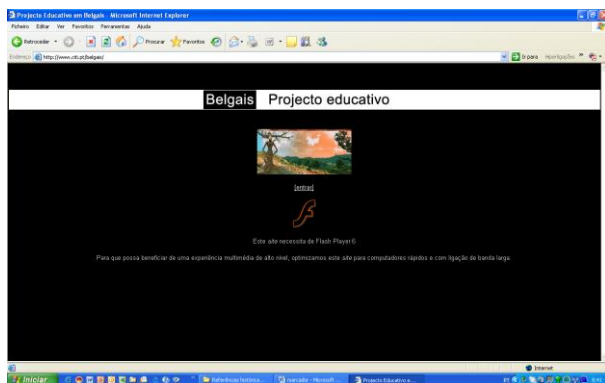 Projecto Educativo em Belgais - Microsoft Internet Explorer
Ficheiro Editar Ver Favoritos Ferramentas Ajuda
Retroceder Procurar Favoritos
Endereço http://www.citi.pt/belgais/ Ir para Hiperligações
Belgais Projecto educativo
[entrar]
Este site necessita de Flash Player 6
Para que possa beneficiar de uma experiência multimédia de alto nível, optimizamos este site para computadores rápidos e com ligação de banda larga
Internet
Iniciar Projecto Educativo e...